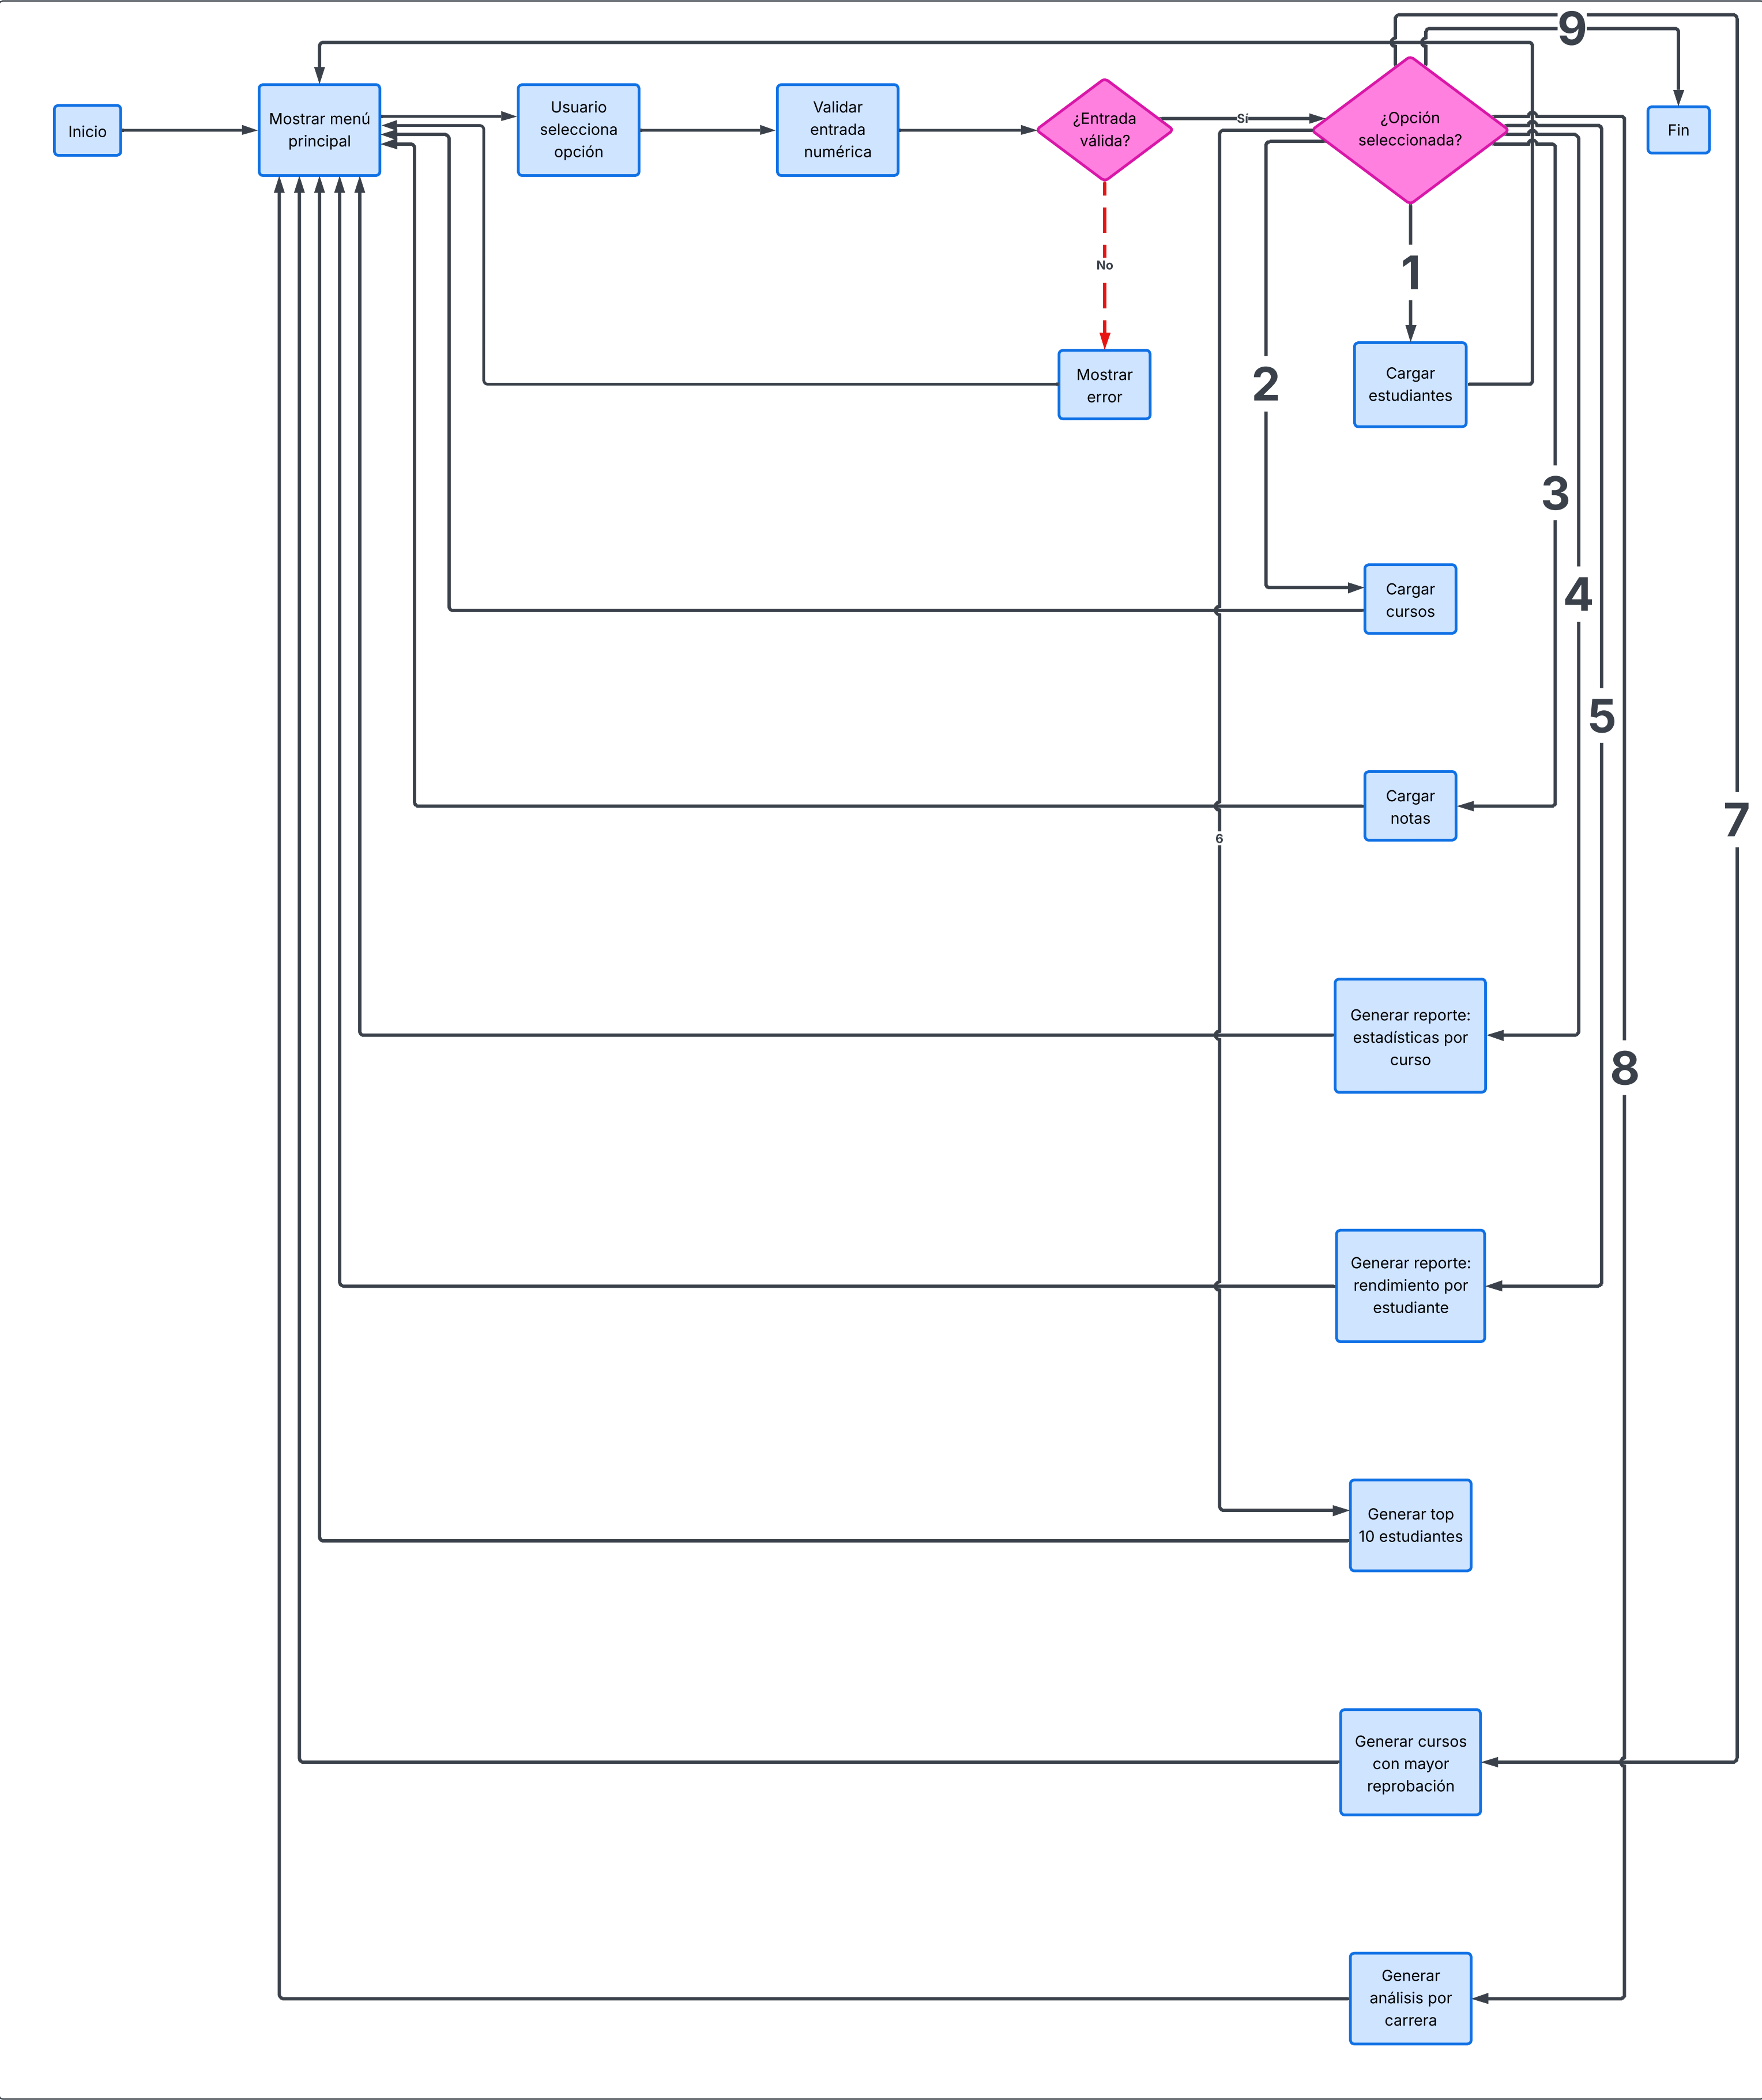 9
Inicio
Mostrar menú
principal
Usuario
selecciona
opción
Validar
entrada
numérica
¿Entrada
válida?
Sí
¿Opción
seleccionada?
Fin
No
1
Mostrar
error
2
Cargar
estudiantes
3
Cargar
cursos
4
5
Cargar
notas
7
6
Generar reporte:
estadísticas por
curso
8
Generar reporte:
rendimiento por
estudiante
Generar top
10 estudiantes
Generar cursos
con mayor
reprobación
Generar
análisis por
carrera